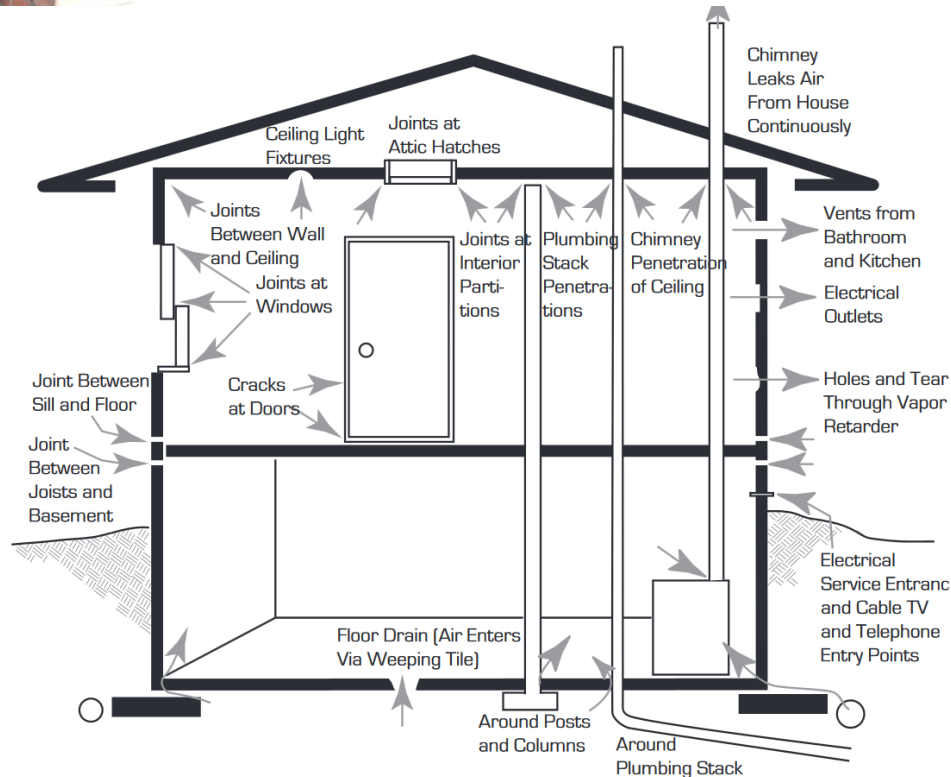 Chimney
Leaks Air
From House
Continuously
Ceiling Light
Fixtures
Joints at
Attic Hatches
Joints
Between Wall
and Ceiling
Joints at
Interior
Parti-
tions
Plumbing
Stack
Penetra-
tions
Chimney
Penetration
of Ceiling
Vents from
Bathroom
and Kitchen
Joints at
Windows
Electrical
Outlets
Joint Between
Sill and Floor
Cracks
at Doors
Holes and Tear
Through Vapor
Retarder
Joint
Between
Joists and
Basement
Electrical
Service Entranc
and Cable TV
and Telephone
Entry Points
Floor Drain (Air Enters
Via Weeping Tile)
Around Posts
and Columns
Around
Plumbing Stack